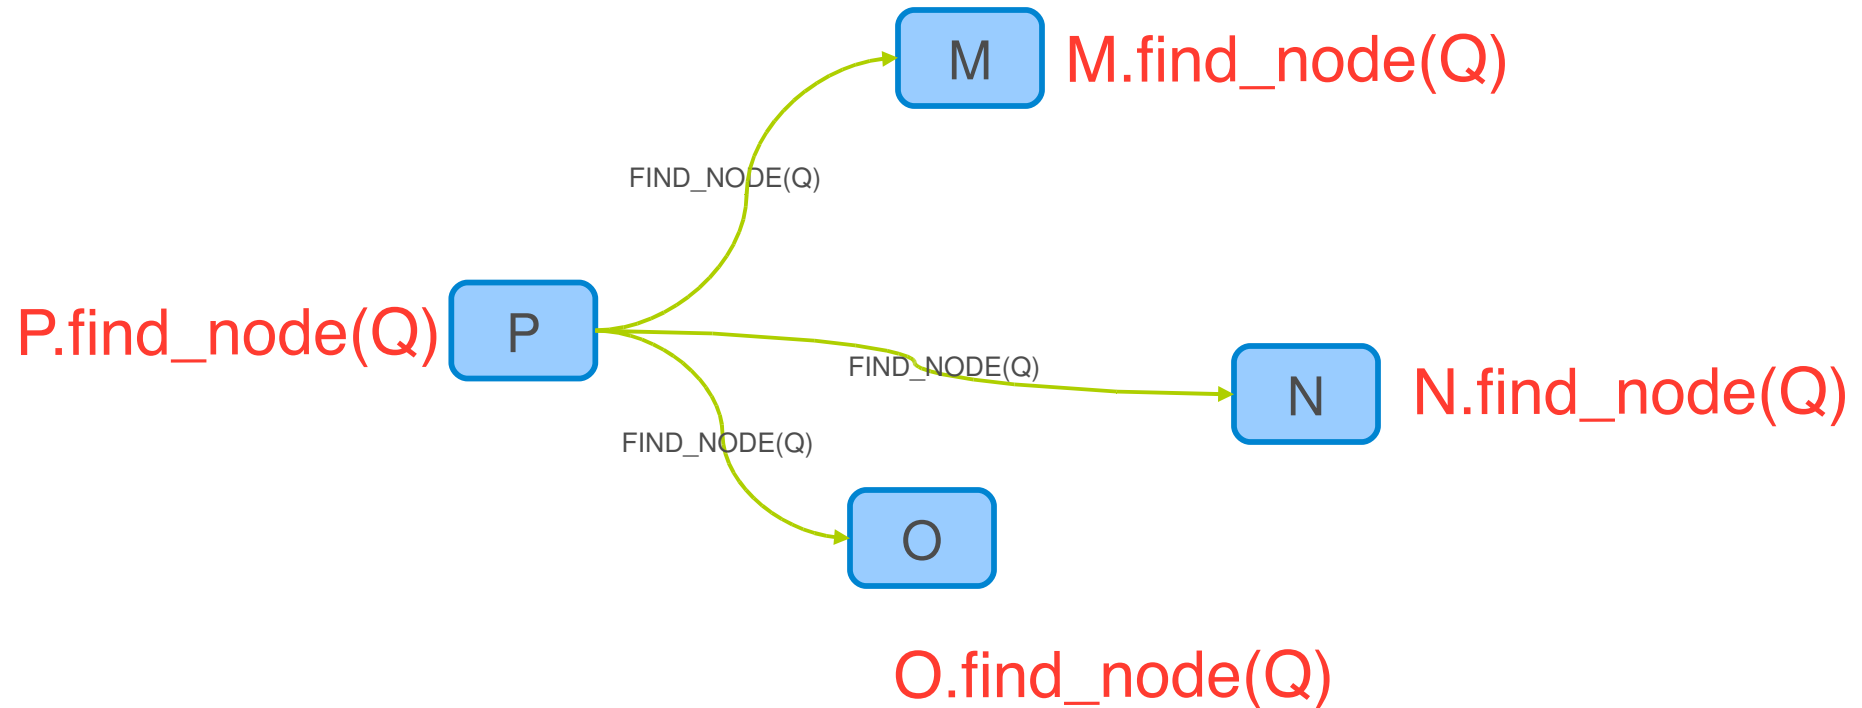 M
M.find_node(Q)
FIND_NODE(Q)
P.find_node(Q)
P
FIND_NODE(Q)
N
N.find_node(Q)
FIND_NODE(Q)
O
O.find_node(Q)